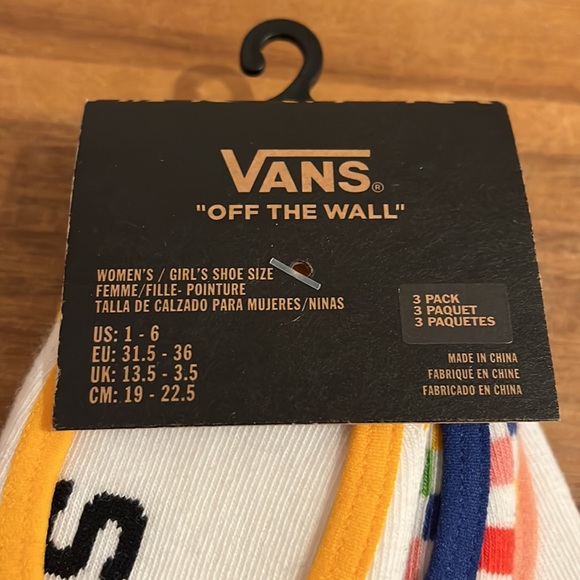 VANS®
"OFF THE WALL"
WOMEN'S / GIRL'S SHOE SIZE
FEMME/FILLE- POINTURE
TALLA DE CALZADO PARA MUJERES/NINAS
US: 1 - 6
EU: 31.5 - 36
UK: 13.5 - 3.5
CM: 19 - 22.5
3 PACK
3 PAQUET
3 PAQUETES
MADE IN CHINA
FABRIQUÉ EN CHINE
FABRICADO EN CHINA
S